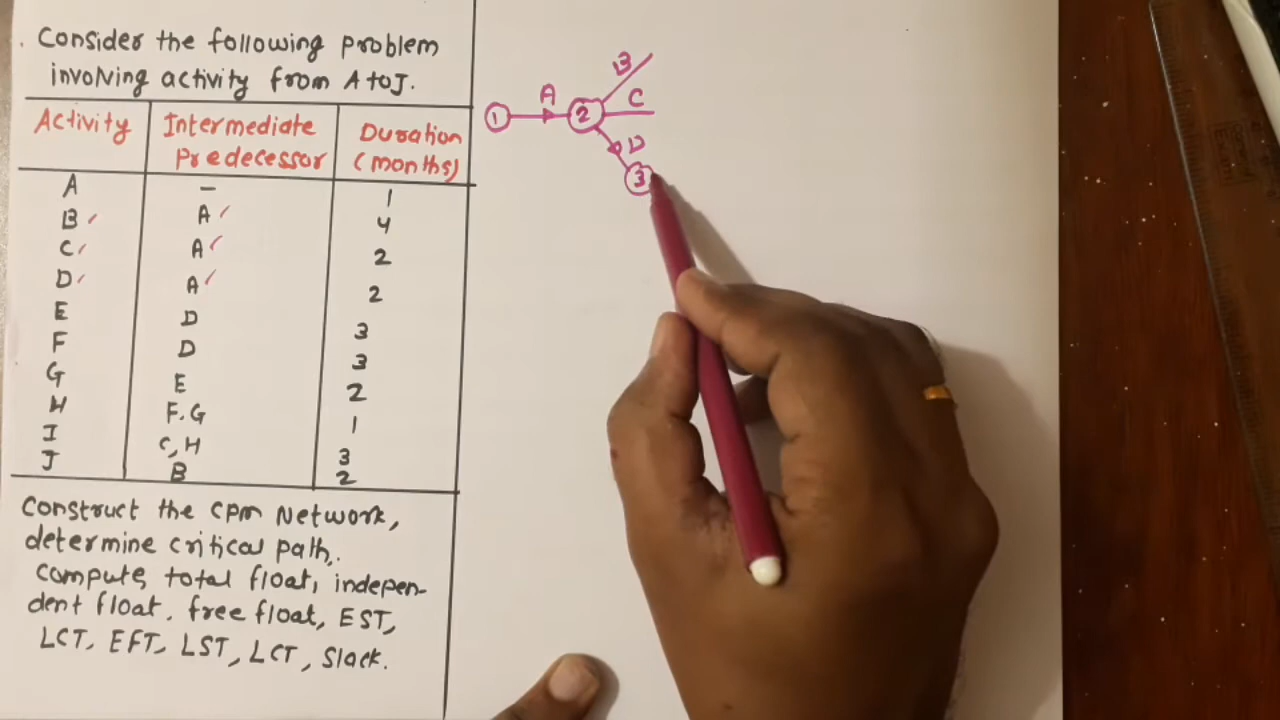 Consider the following problem
involving activity from A to J.
Activity Intermediate Predecessor Duration (months)
A - 1
B A 4
C A 2
D A 2
E D 3
F D 3
G E 2
H F,G 1
I C,H 3
J B 2
Construct the CPM Network,
determine critical path,.
Compute total float, indepen-
dent float, free float, EST,
LCT, EFT, LST, LCT, Slack.
1 A 2 B
C
D
3